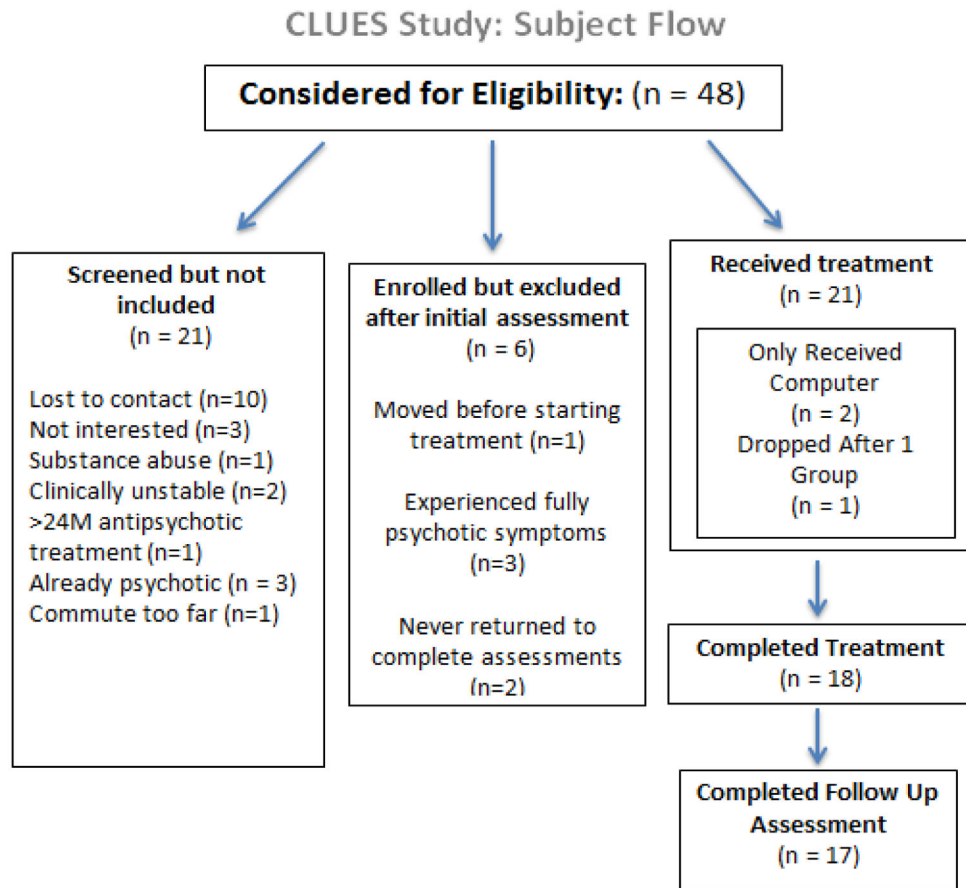 CLUES Study: Subject Flow
Considered for Eligibility: (n = 48)
Screened but not
included
(n = 21)
Lost to contact (n=10)
Not interested (n=3)
Substance abuse (n=1)
Clinically unstable (n=2)
>24M antipsychotic
treatment (n=1)
Already psychotic (n = 3)
Commute too far (n=1)
Enrolled but excluded
after initial assessment
(n = 6)
Moved before starting
treatment (n=1)
Experienced fully
psychotic symptoms
(n=3)
Never returned to
complete assessments
(n=2)
Received treatment
(n = 21)
Only Received
Computer
(n = 2)
Dropped After 1
Group
(n = 1)
Completed Treatment
(n = 18)
Completed Follow Up
Assessment
(n = 17)